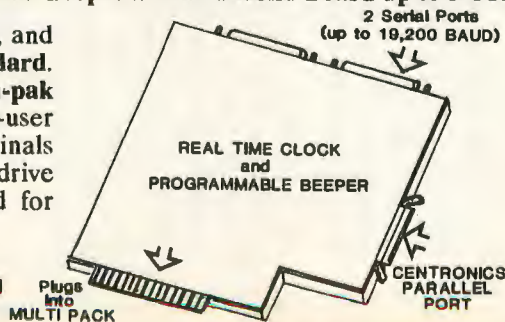 2 Serial Ports
(up to 19,200 BAUD)
, and
dard.
-pak
-user
inals
drive
d for
REAL TIME CLOCK
and
PROGRAMMABLE BEEPER
Plugs
into
MULTI PACK
CENTRONICS
PARALLEL
PORT